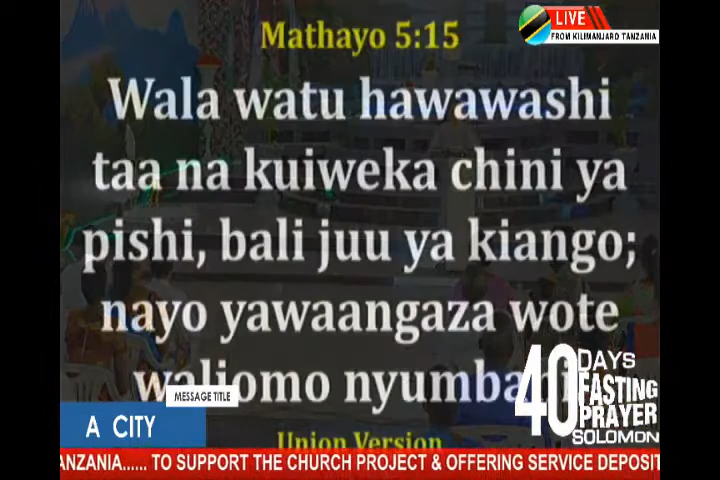 Mathayo 5:15
LIVE
FROM KILIMANJARO TANZANIA
Wala watu hawawashi
taa na kuiweka chini ya
pishi, bali juu ya kiango;
nayo yawaangaza wote
waliomo nyumbani
Union Version
40 DAYS
FASTING
PRAYER
SOLOMON
MESSAGE TITLE
A CITY
ANZANIA...... TO SUPPORT THE CHURCH PROJECT & OFFERING SERVICE DEPOSIT